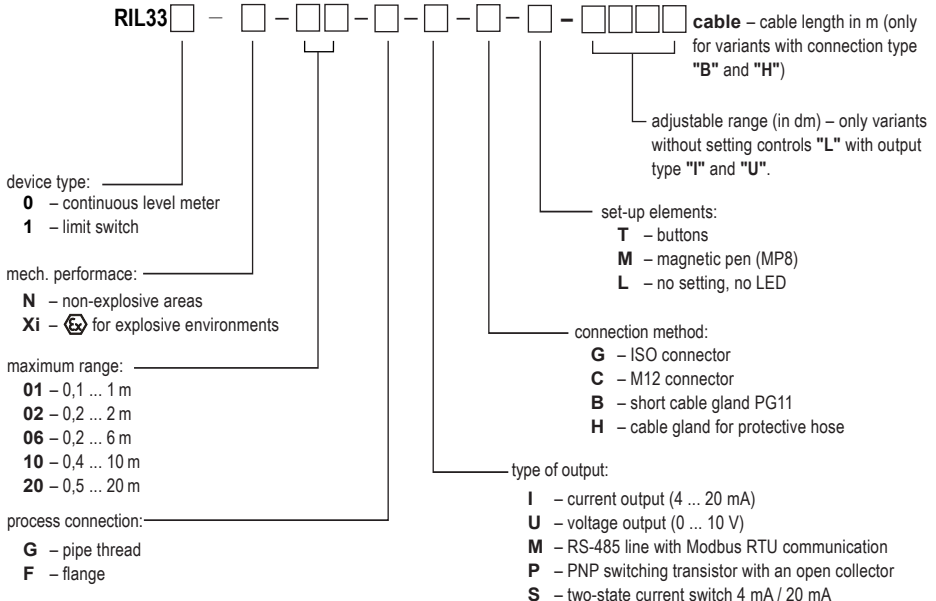 RIL33 – – – – – – –
cable – cable length in m (only
for variants with connection type
"B" and "H")
adjustable range (in dm) – only variants
without setting controls "L" with output
type "I" and "U".
set-up elements:
T – buttons
M – magnetic pen (MP8)
L – no setting, no LED
connection method:
G – ISO connector
C – M12 connector
B – short cable gland PG11
H – cable gland for protective hose
type of output:
I – current output (4 ... 20 mA)
U – voltage output (0 ... 10 V)
M – RS-485 line with Modbus RTU communication
P – PNP switching transistor with an open collector
S – two-state current switch 4 mA / 20 mA
device type:
0 – continuous level meter
1 – limit switch
mech. performace:
N – non-explosive areas
Xi – Ex for explosive environments
maximum range:
01 – 0,1 ... 1 m
02 – 0,2 ... 2 m
06 – 0,2 ... 6 m
10 – 0,4 ... 10 m
20 – 0,5 ... 20 m
process connection:
G – pipe thread
F – flange